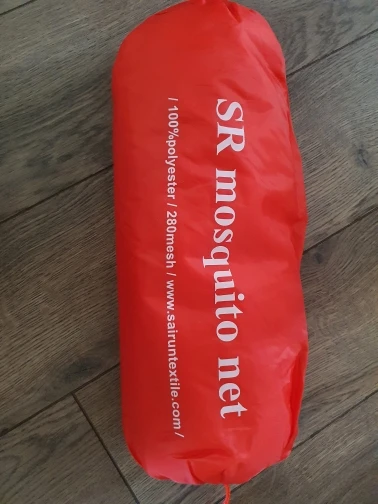 SR mosquito net
/ 100%polyester / 280mesh / www.sairuntextile.com /